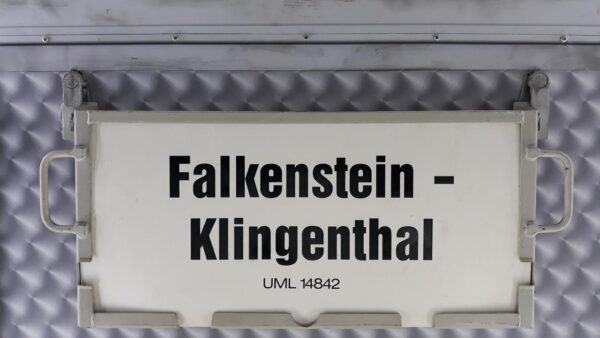 Falkenstein -
Klingenthal
UML 14842